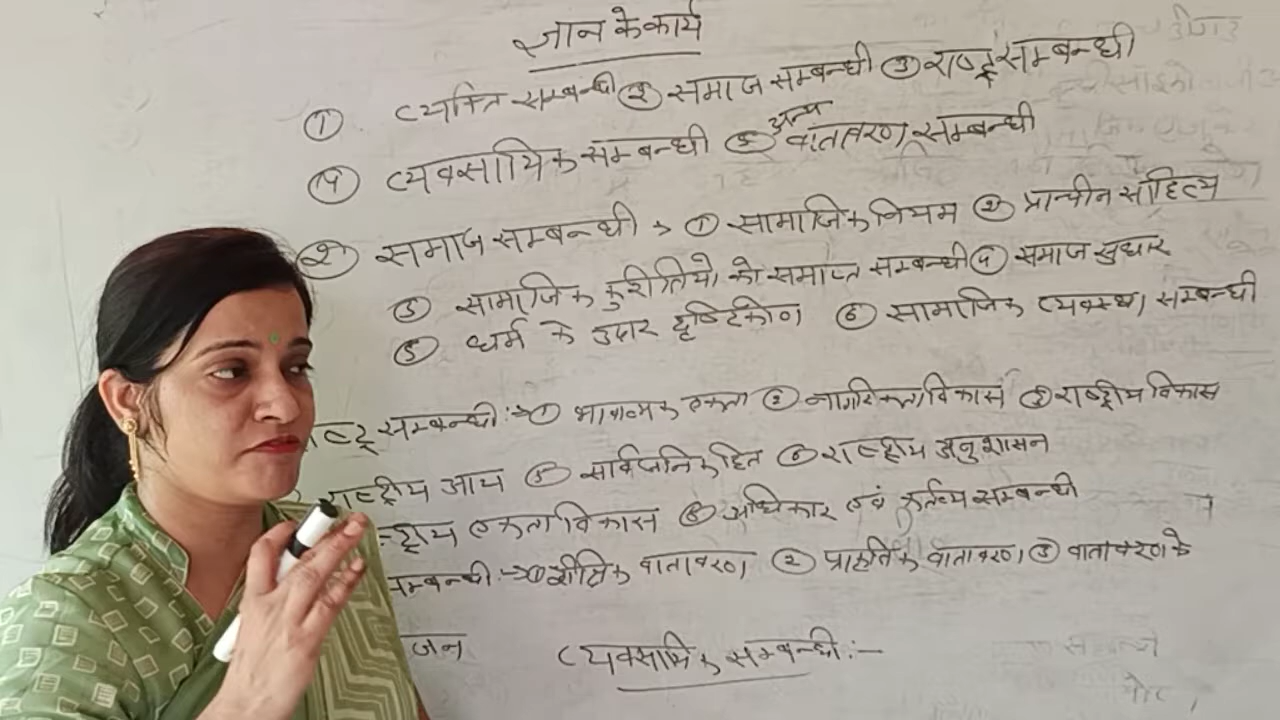 ज्ञान के कार्य
① व्यक्ति सम्बन्धी ② समाज सम्बन्धी ③ राष्ट्र सम्बन्धी
④ व्यवसायिक सम्बन्धी ⑤ अन्य वातावरण सम्बन्धी
② समाज सम्बन्धी → ① सामाजिक नियम ② प्राचीन साहित्य
③ सामाजिक कुरीतियों को समाप्त सम्बन्धी ④ समाज सुधार
⑤ धर्म के उदार दृष्टिकोण ⑥ सामाजिक व्यवस्था सम्बन्धी
राष्ट्र सम्बन्धी :→ ① भावात्मक एकता ② नागरिकता विकास ③ राष्ट्रीय विकास
राष्ट्रीय आय ⑤ सार्वजनिक हित ⑥ राष्ट्रीय अनुशासन
ष्ट्रीय एकता विकास ⑧ अधिकार एवं कर्तव्य सम्बन्धी
सम्बन्धी :→ ① शैक्षिक वातावरण ② प्राकृतिक वातावरण ③ वातावरण के
जन
व्यवसायिक सम्बन्धी :-